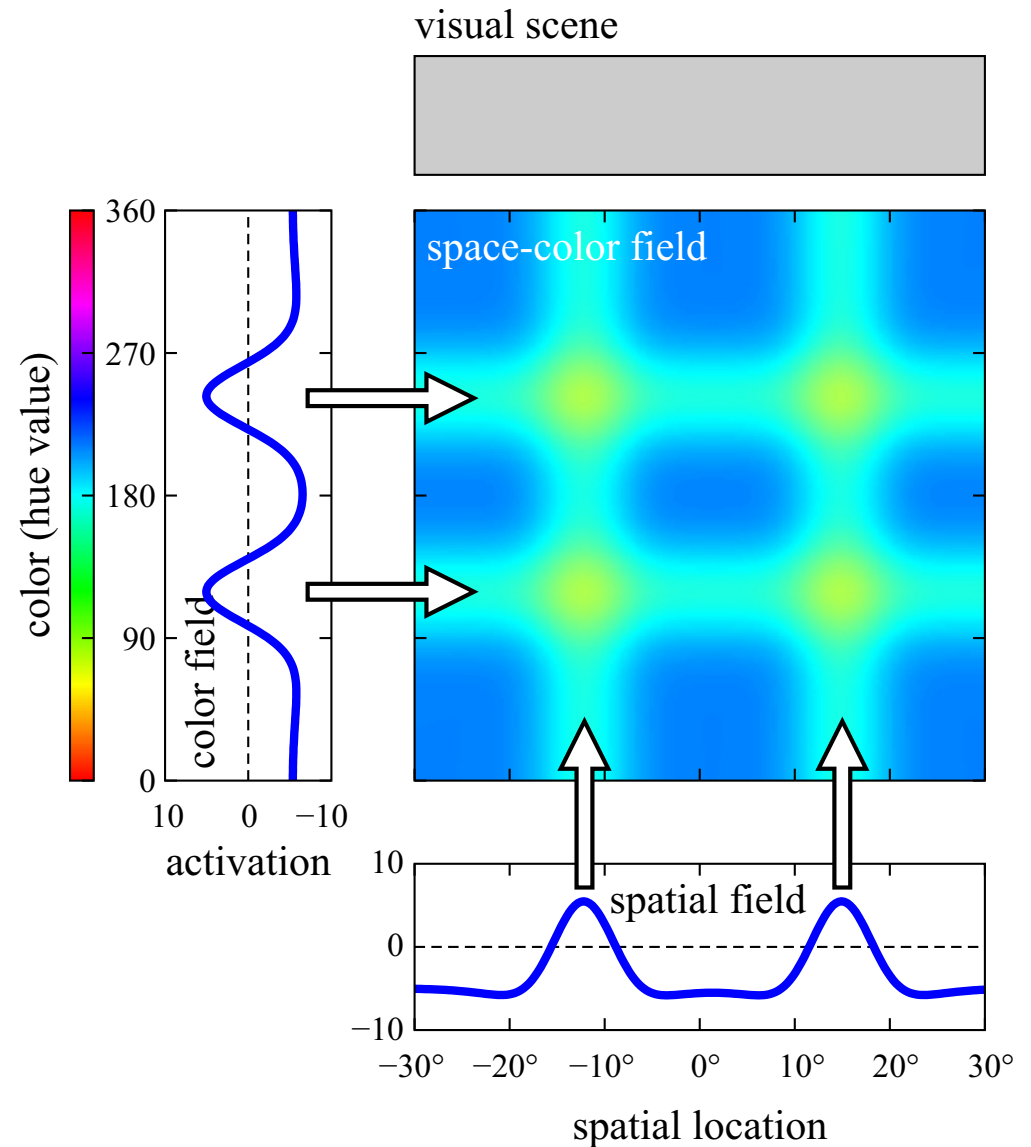 visual scene
space-color field
color (hue value)
360
270
180
90
0
color field
10 0 −10
activation
spatial field
10
0
−10
−30° −20° −10° 0° 10° 20° 30°
spatial location